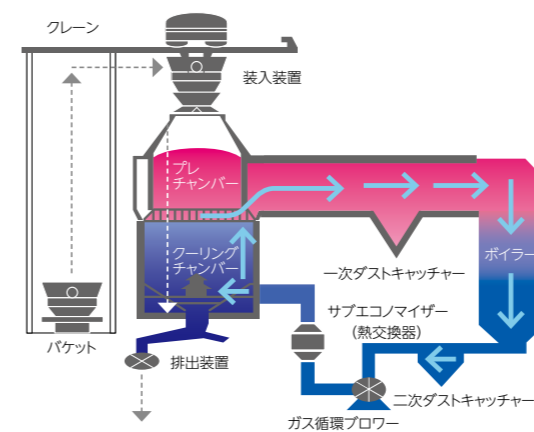 クレーン
装入装置
プレ
チャンバー
クーリング
チャンバー
一次ダストキャッチャー
ボイラー
サブエコノマイザー
(熱交換器)
バケット
排出装置
二次ダストキャッチャー
ガス循環ブロワー